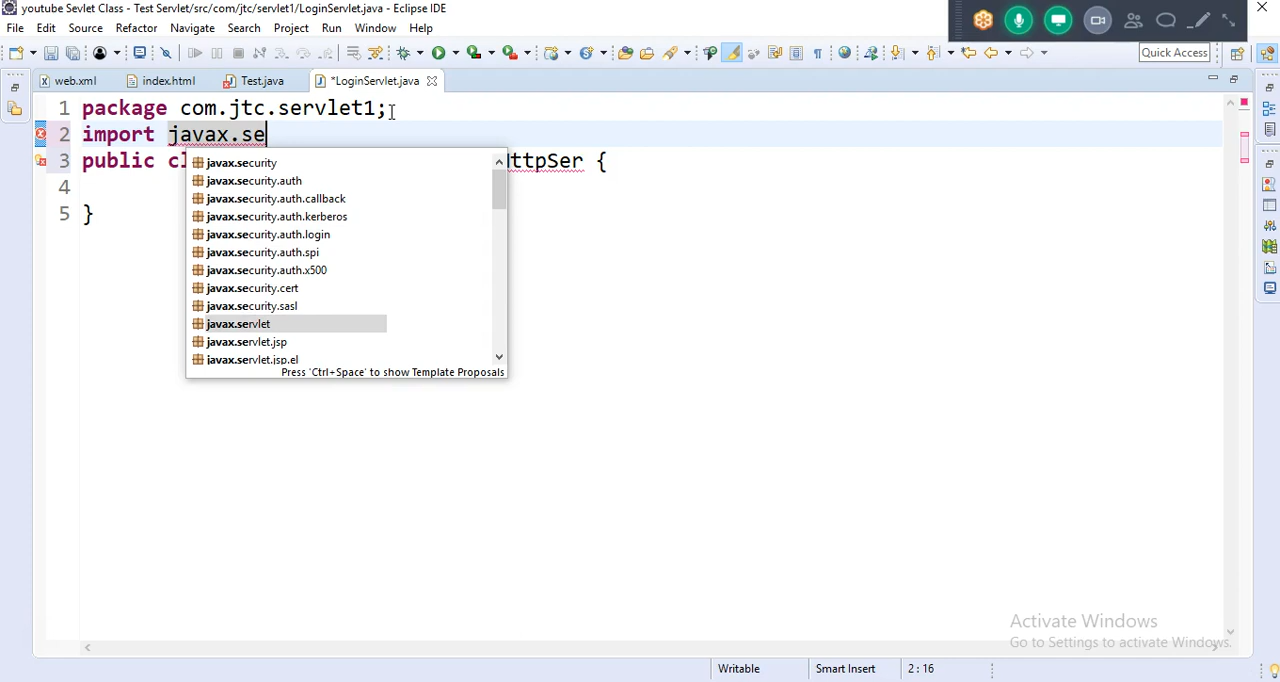 youtube Sevlet Class - Test Servlet/src/com/jtc/servlet1/LoginServlet.java - Eclipse IDE
File Edit Source Refactor Navigate Search Project Run Window Help
Quick Access
web.xml index.html Test.java *LoginServlet.java
1 package com.jtc.servlet1;
2 import javax.se
3 public HttpSer {
4
5 }
javax.security
javax.security.auth
javax.security.auth.callback
javax.security.auth.kerberos
javax.security.auth.login
javax.security.auth.spi
javax.security.auth.x500
javax.security.cert
javax.security.sasl
javax.servlet
javax.servlet.jsp
javax.servlet.jsp.el
Press 'Ctrl+Space' to show Template Proposals
Activate Windows
Go to Settings to activate Windows.
Writable Smart Insert 2 : 16